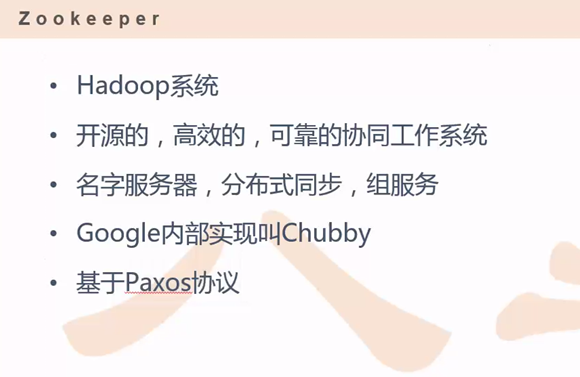 Zookeeper
• Hadoop系统
• 开源的，高效的，可靠的协同工作系统
• 名字服务器，分布式同步，组服务
• Google内部实现叫Chubby
• 基于Paxos协议